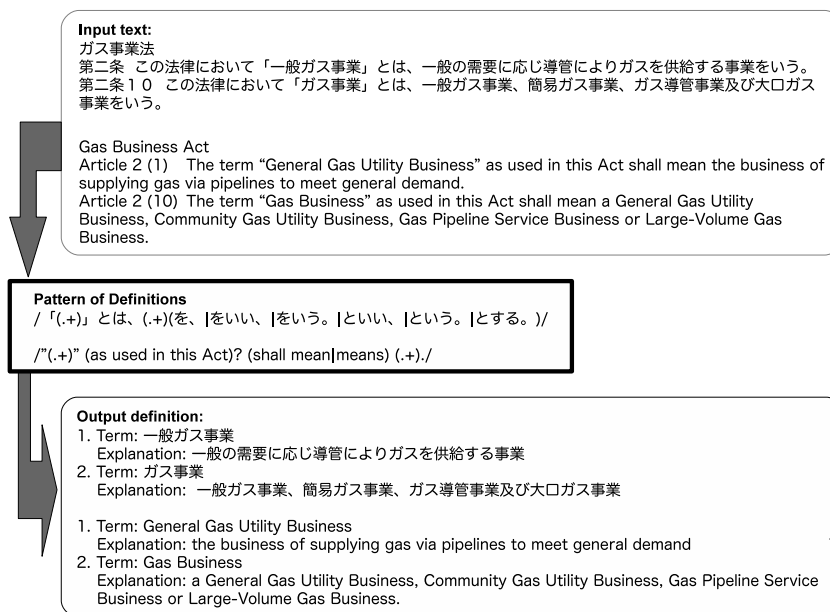 Input text:
ガス事業法
第二条 この法律において「一般ガス事業」とは、一般の需要に応じ導管によりガスを供給する事業をいう。
第二条１０ この法律において「ガス事業」とは、一般ガス事業、簡易ガス事業、ガス導管事業及び大口ガス
事業をいう。
Gas Business Act
Article 2 (1) The term “General Gas Utility Business” as used in this Act shall mean the business of
supplying gas via pipelines to meet general demand.
Article 2 (10) The term “Gas Business” as used in this Act shall mean a General Gas Utility
Business, Community Gas Utility Business, Gas Pipeline Service Business or Large-Volume Gas
Business.
Pattern of Definitions
/「(.+)」とは、(.+)(を、|をいい、|をいう。|といい、|という。|とする。)/
/”(.+)” (as used in this Act)? (shall mean|means) (.+)./
Output definition:
1. Term: 一般ガス事業
Explanation: 一般の需要に応じ導管によりガスを供給する事業
2. Term: ガス事業
Explanation: 一般ガス事業、簡易ガス事業、ガス導管事業及び大口ガス事業
1. Term: General Gas Utility Business
Explanation: the business of supplying gas via pipelines to meet general demand
2. Term: Gas Business
Explanation: a General Gas Utility Business, Community Gas Utility Business, Gas Pipeline Service
Business or Large-Volume Gas Business.